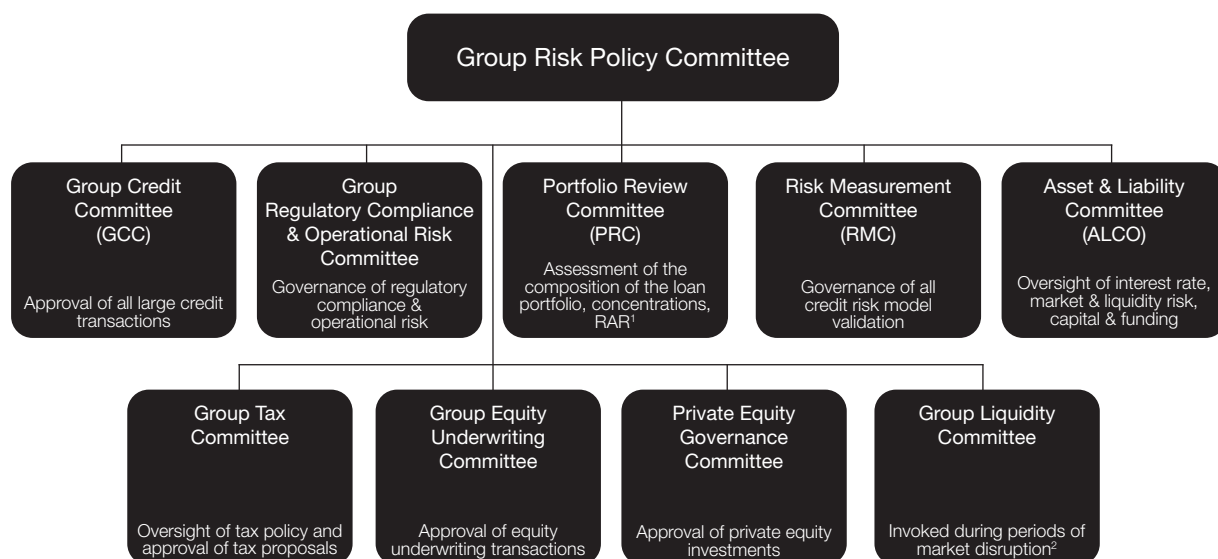 Group Risk Policy Committee
Group Credit
Committee
(GCC)
Approval of all large credit
transactions
Group
Regulatory Compliance
& Operational Risk
Committee
Governance of regulatory
compliance &
operational risk
Portfolio Review
Committee
(PRC)
Assessment of the
composition of the loan
portfolio, concentrations,
RAR¹
Risk Measurement
Committee
(RMC)
Governance of all
credit risk model
validation
Asset & Liability
Committee
(ALCO)
Oversight of interest rate,
market & liquidity risk,
capital & funding
Group Tax
Committee
Oversight of tax policy and
approval of tax proposals
Group Equity
Underwriting
Committee
Approval of equity
underwriting transactions
Private Equity
Governance
Committee
Approval of private equity
investments
Group Liquidity
Committee
Invoked during periods of
market disruption²